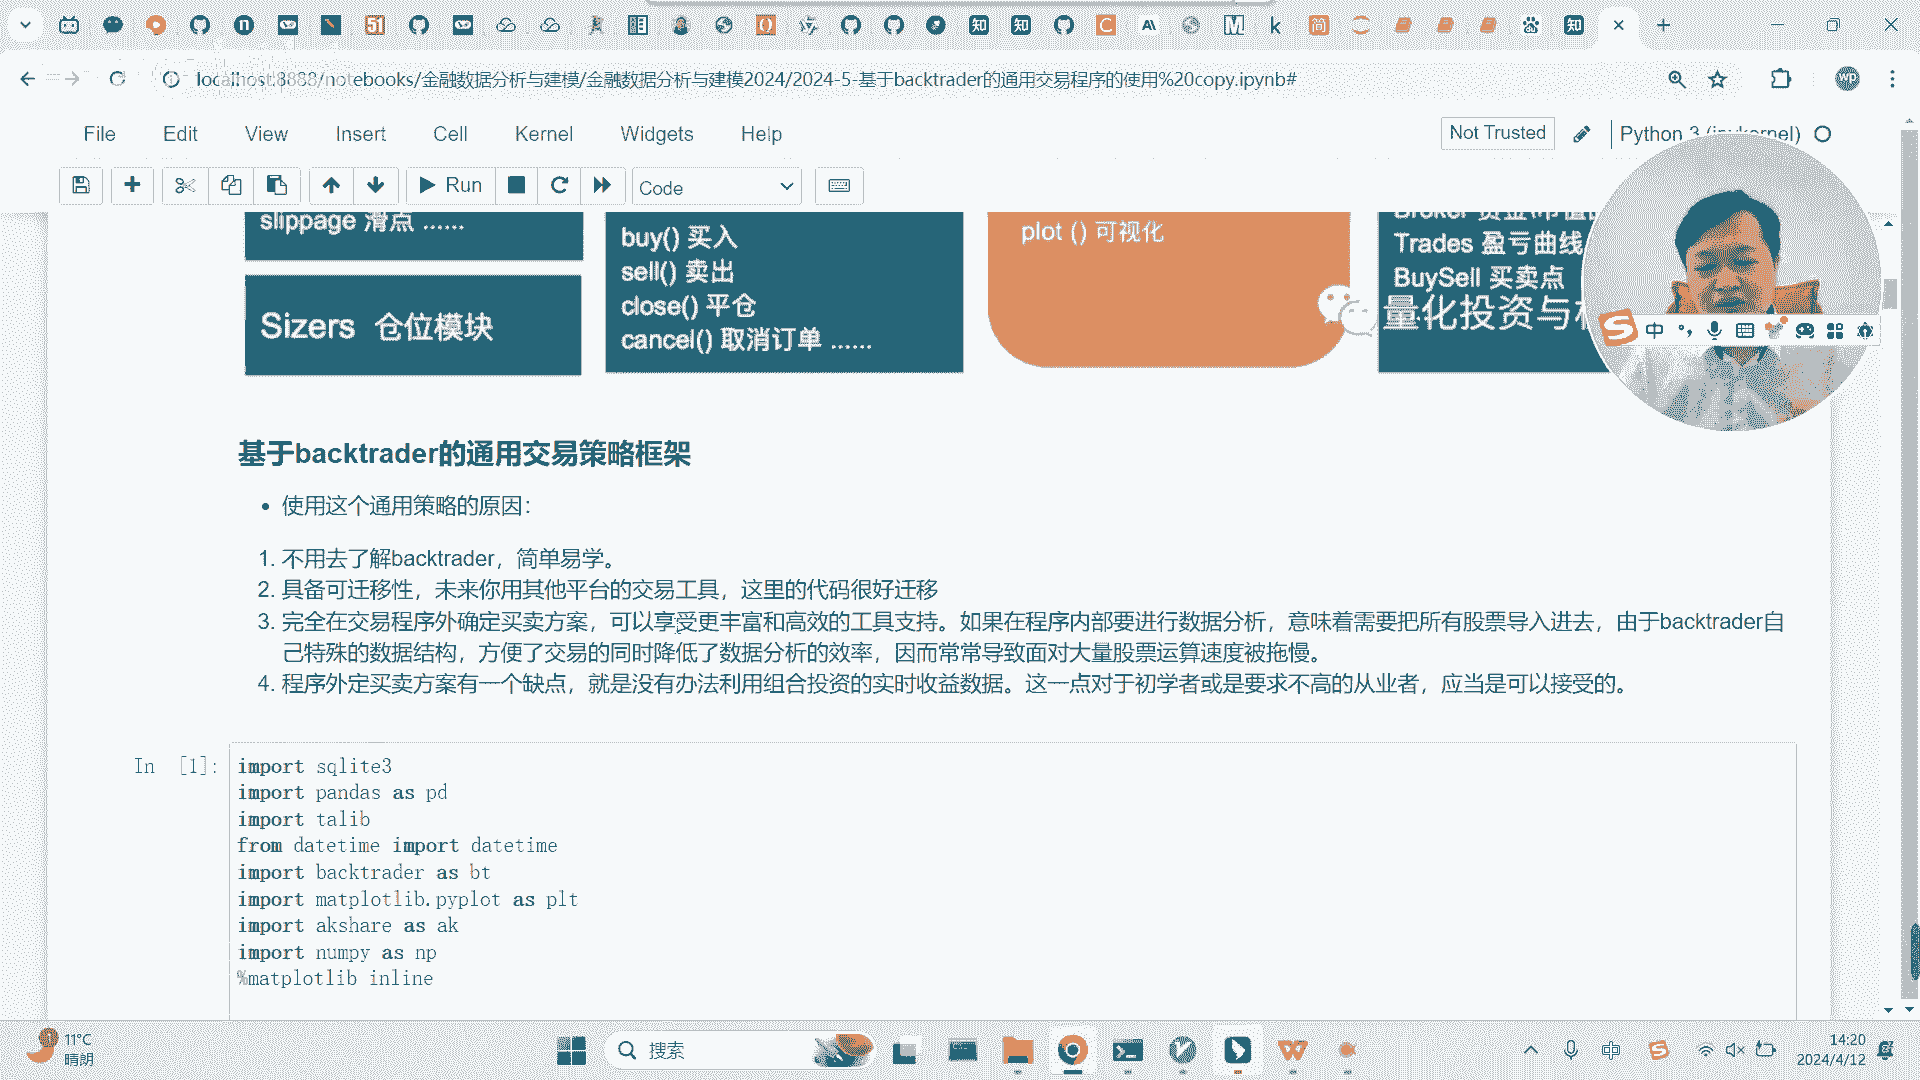 localhost:8888/notebooks/金融数据分析与建模/金融数据分析与建模2024/2024-5-基于backtrader的通用交易程序的使用%20copy.ipynb#
File Edit View Insert Cell Kernel Widgets Help
Not Trusted
Python 3 (ipykernel)
Run
Code
slippage 滑点 ......
Sizers 仓位模块
buy() 买入
sell() 卖出
close() 平仓
cancel() 取消订单 ......
plot () 可视化
Trades 盈亏曲线
BuySell 买卖点
量化投资与
中
基于backtrader的通用交易策略框架
• 使用这个通用策略的原因：
1. 不用去了解backtrader，简单易学。
2. 具备可迁移性，未来你用其他平台的交易工具，这里的代码很好迁移
3. 完全在交易程序外确定买卖方案，可以享受更丰富和高效的工具支持。如果在程序内部要进行数据分析，意味着需要把所有股票导入进去，由于backtrader自
己特殊的数据结构，方便了交易的同时降低了数据分析的效率，因而常常导致面对大量股票运算速度被拖慢。
4. 程序外定买卖方案有一个缺点，就是没有办法利用组合投资的实时收益数据。这一点对于初学者或是要求不高的从业者，应当是可以接受的。
In [1]:
import sqlite3
import pandas as pd
import talib
from datetime import datetime
import backtrader as bt
import matplotlib.pyplot as plt
import akshare as ak
import numpy as np
%matplotlib inline
11°C
晴朗
搜索
中
14:20
2024/4/12